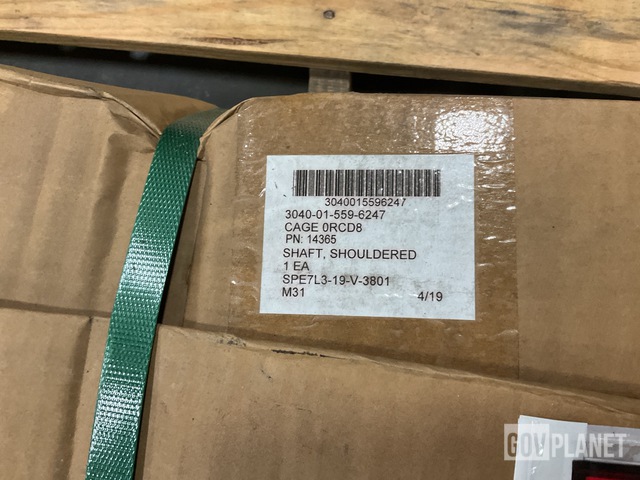 3040015596247
3040-01-559-6247
CAGE 0RCD8
PN: 14365
SHAFT, SHOULDERED
1 EA
SPE7L3-19-V-3801
M31 4/19
GOVPLANET